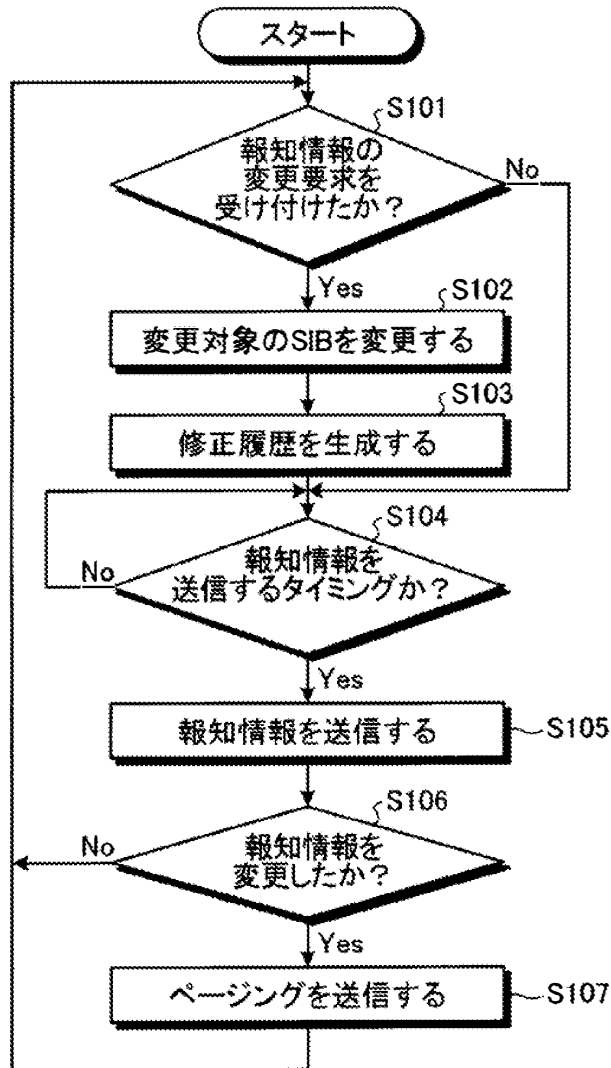 スタート
S101
報知情報の
変更要求を
受け付けたか?
No
Yes
S102
変更対象のSIBを変更する
S103
修正履歴を生成する
S104
報知情報を
送信するタイミングか?
No
Yes
報知情報を送信する
S105
S106
報知情報を
変更したか?
No
Yes
ページングを送信する
S107